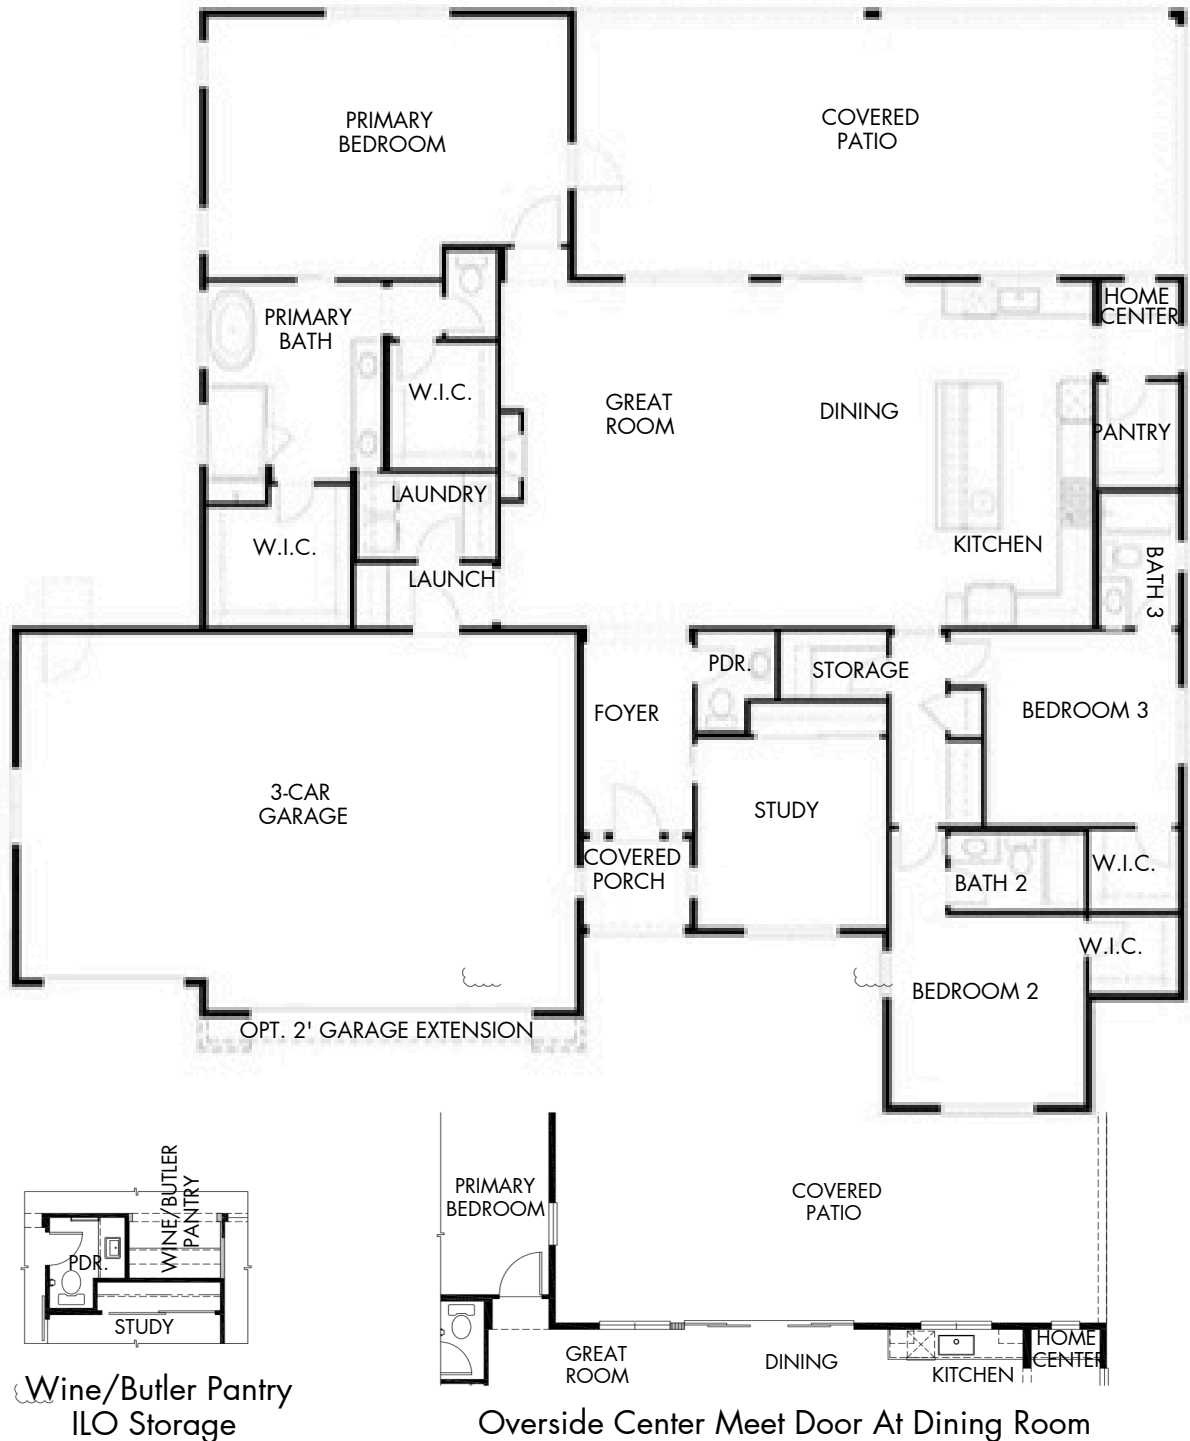 PRIMARY
BEDROOM
COVERED
PATIO
PRIMARY
BATH
HOME
CENTER
W.I.C.
GREAT
ROOM
DINING
PANTRY
LAUNDRY
W.I.C.
KITCHEN
LAUNCH
BATH 3
PDR.
STORAGE
FOYER
BEDROOM 3
3-CAR
GARAGE
STUDY
COVERED
PORCH
BATH 2
W.I.C.
W.I.C.
BEDROOM 2
OPT. 2' GARAGE EXTENSION
WINE/BUTLER
PANTRY
PDR.
STUDY
Wine/Butler Pantry
ILO Storage
PRIMARY
BEDROOM
COVERED
PATIO
GREAT
ROOM
DINING
KITCHEN
HOME
CENTER
Overside Center Meet Door At Dining Room